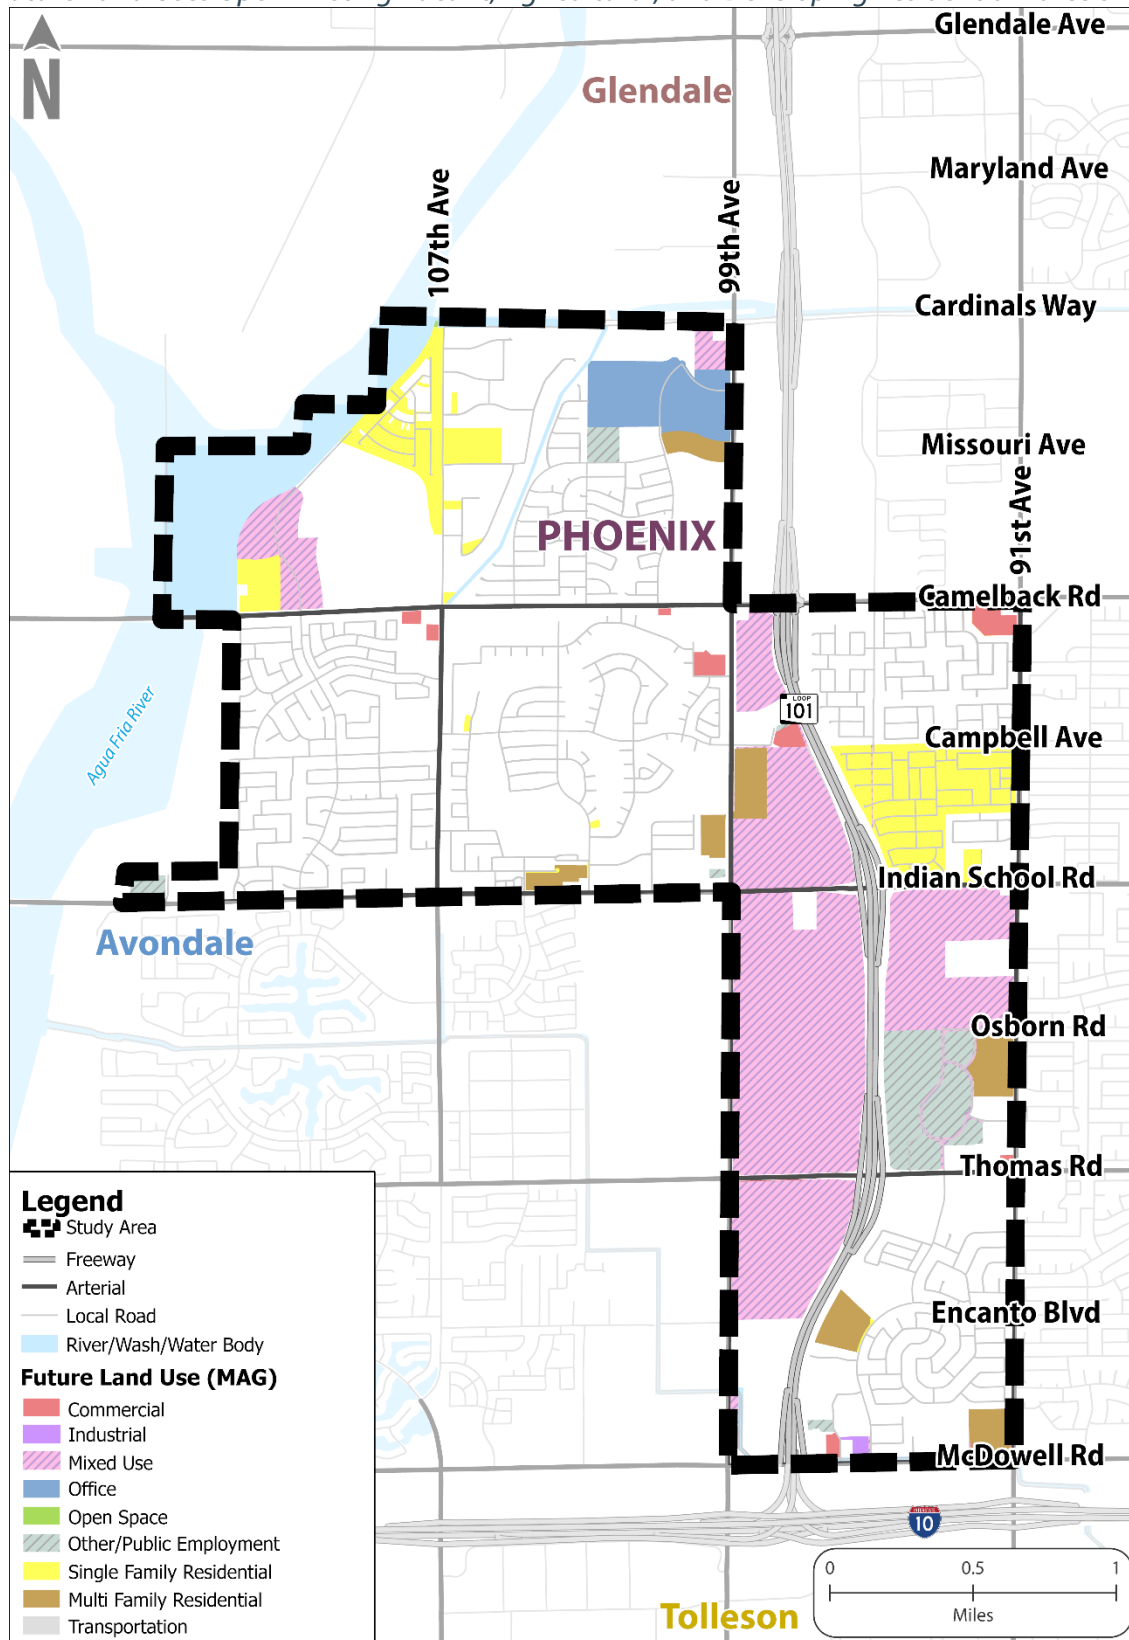 Glendale Ave
N
Glendale
Maryland Ave
107th Ave
99th Ave
Cardinals Way
Missouri Ave
91st Ave
PHOENIX
Camelback Rd
LOOP
101
Agua Fria River
Campbell Ave
Indian School Rd
Avondale
Osborn Rd
Thomas Rd
Legend
Study Area
Freeway
Arterial
Local Road
River/Wash/Water Body
Encanto Blvd
Future Land Use (MAG)
Commercial
Industrial
Mixed Use
Office
Open Space
Other/Public Employment
Single Family Residential
Multi Family Residential
Transportation
McDowell Rd
INTERSTATE
10
0 0.5 1
Miles
Tolleson